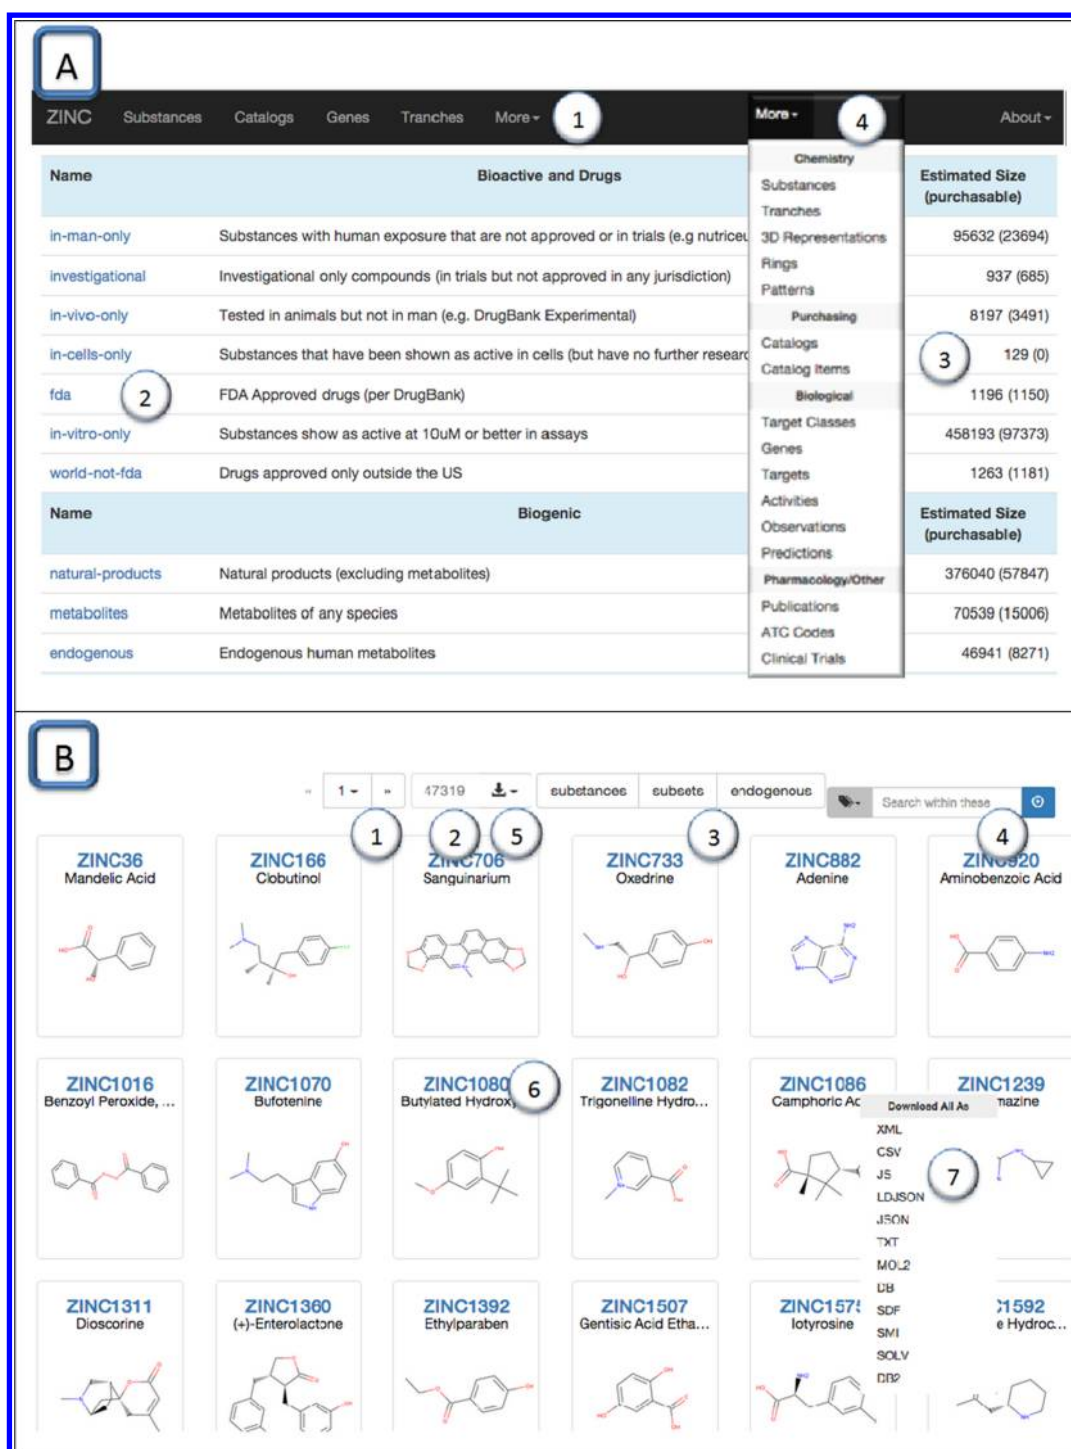 A
ZINC Substances Catalogs Genes Tranches More 1 More 4 About
Name Bioactive and Drugs Estimated Size (purchasable)
in-man-only Substances with human exposure that are not approved or in trials (e.g nutriceu 95632 (23694)
investigational Investigational only compounds (in trials but not approved in any jurisdiction) 937 (685)
in-vivo-only Tested in animals but not in man (e.g. DrugBank Experimental) 8197 (3491)
in-cells-only Substances that have been shown as active in cells (but have no further researc 3 129 (0)
fda 2 FDA Approved drugs (per DrugBank) 1196 (1150)
in-vitro-only Substances show as active at 10uM or better in assays 458193 (97373)
world-not-fda Drugs approved only outside the US 1263 (1181)
Name Biogenic Estimated Size (purchasable)
natural-products Natural products (excluding metabolites) 376040 (57847)
metabolites Metabolites of any species 70539 (15006)
endogenous Endogenous human metabolites 46941 (8271)
Chemistry
Substances
Tranches
3D Representations
Rings
Patterns
Purchasing
Catalogs
Catalog Items
Biological
Target Classes
Genes
Targets
Activities
Observations
Predictions
Pharmacology/Other
Publications
ATC Codes
Clinical Trials
B
« 1 » 47319 substances subsets endogenous Search within these
1 2 5 3 4
ZINC36 ZINC166 ZINC706 ZINC733 ZINC882 ZINC920
Mandelic Acid Clobutinol Sanguinarium Oxedrine Adenine Aminobenzoic Acid
ZINC1016 ZINC1070 ZINC1080 6 ZINC1082 ZINC1086 ZINC1239
Benzoyl Peroxide, ... Bufotenine Butylated Hydroxy Trigonelline Hydro... Camphoric Ac mazine
Download All As
XML
CSV
JS 7
LDJSON
JSON
TXT
MOL2
DB
SDF
SMI
SOLV
DB2
ZINC1311 ZINC1360 ZINC1392 ZINC1507 ZINC1575 C1592
Dioscorine (+)-Enterolactone Ethylparaben Gentisic Acid Etha... Iotyrosine e Hydroc...